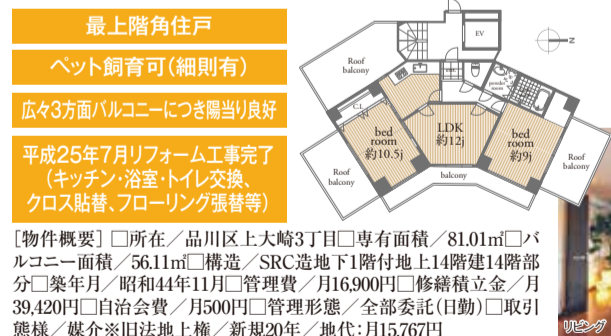 最上階角住戸
ペット飼育可(細則有)
広々3方面バルコニーにつき陽当り良好
平成25年7月リフォーム工事完了
(キッチン・浴室・トイレ交換、
クロス貼替、フローリング張替等)
EV
N
Roof
balcony
powder
room
C.L
bed
room
約10.5j
LDK
約12j
bed
room
約9j
Roof
balcony
balcony
Roof
balcony
[物件概要] □所在／品川区上大崎3丁目□専有面積／81.01㎡□バ
ルコニー面積／56.11㎡□構造／SRC造地下1階付地上14階建14階部
分□築年月／昭和44年11月□管理費／月16,900円□修繕積立金／月
39,420円□自治会費／月500円□管理形態／全部委託(日勤)□取引
態様／媒介※旧法地上権／新規20年／地代:月15,767円
リビング